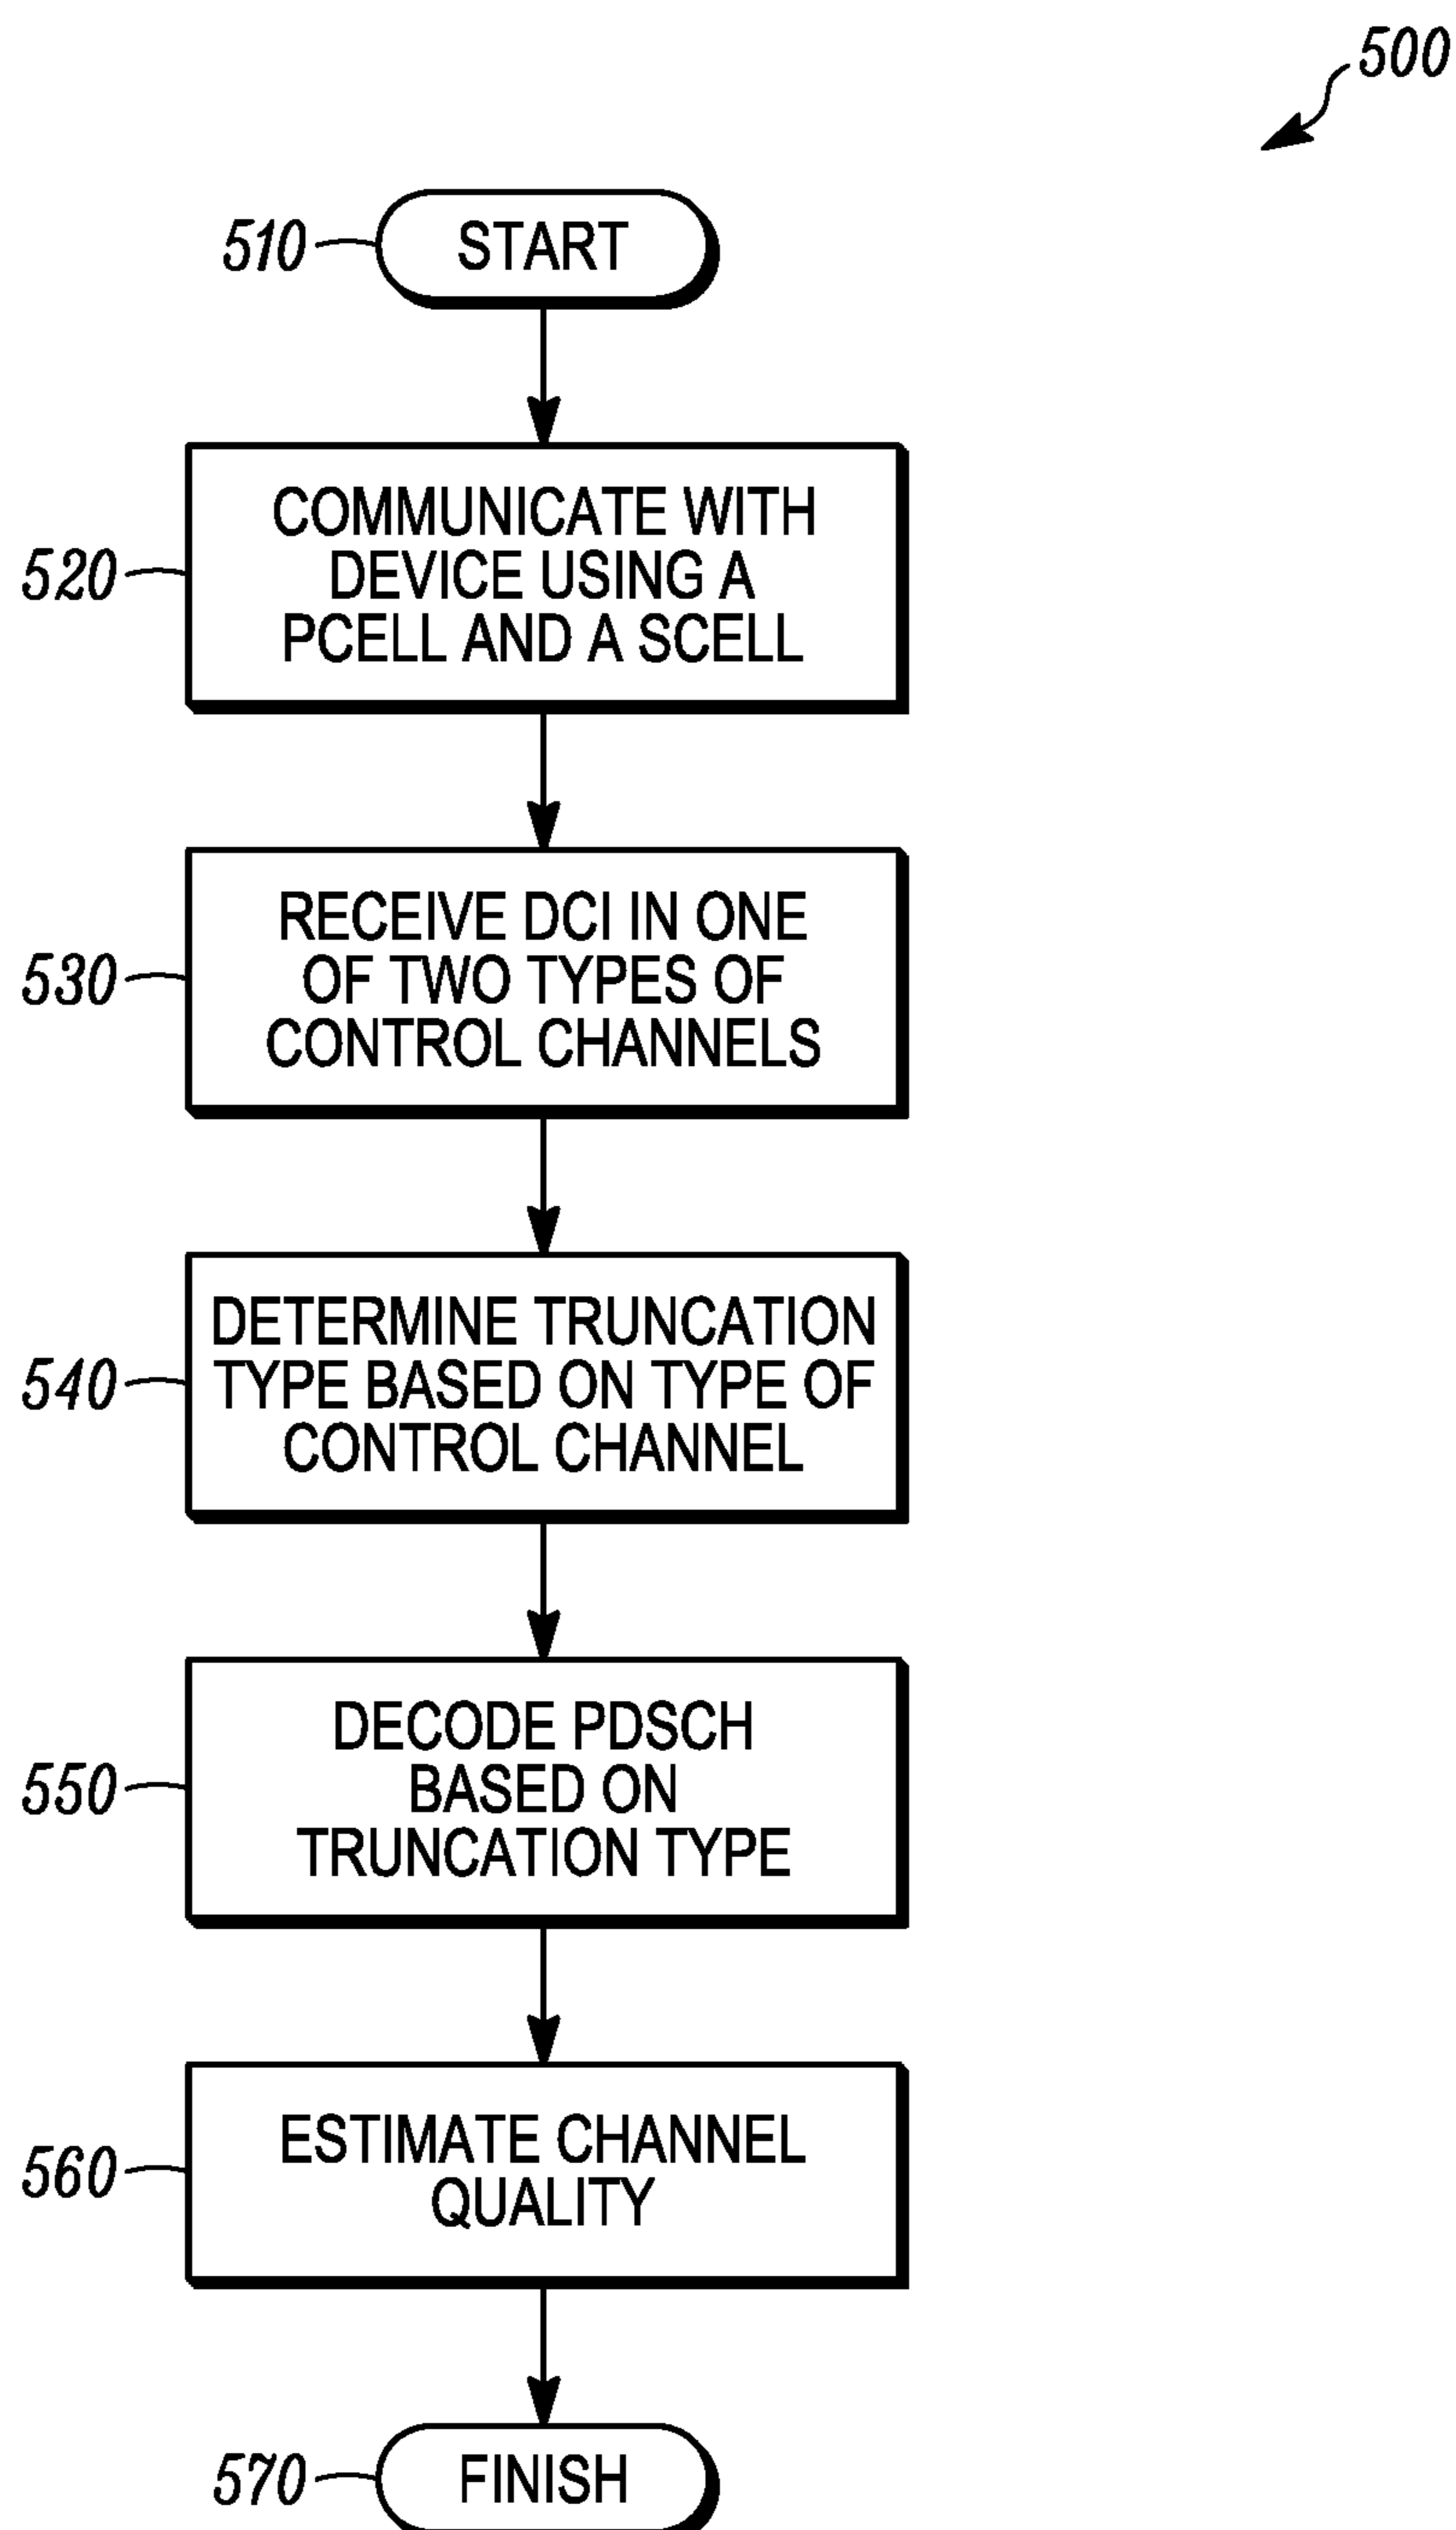 500
510
START
520
COMMUNICATE WITH
DEVICE USING A
PCELL AND A SCELL
530
RECEIVE DCI IN ONE
OF TWO TYPES OF
CONTROL CHANNELS
540
DETERMINE TRUNCATION
TYPE BASED ON TYPE OF
CONTROL CHANNEL
550
DECODE PDSCH
BASED ON
TRUNCATION TYPE
560
ESTIMATE CHANNEL
QUALITY
570
FINISH